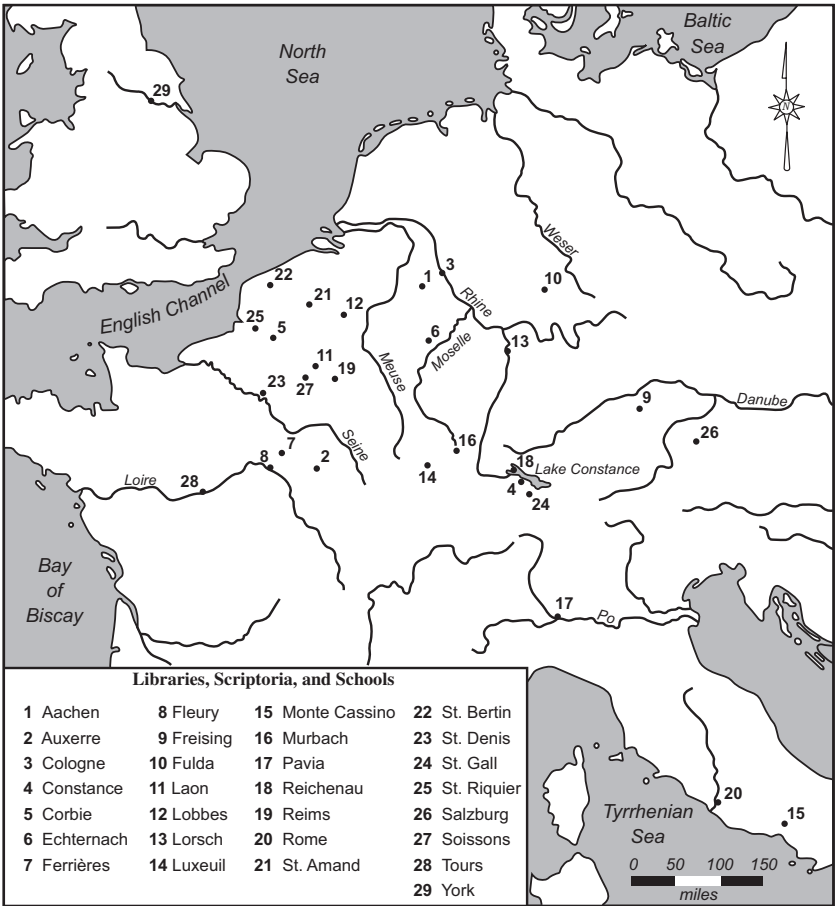 North
Sea
Baltic
Sea
29
N
Weser
English Channel
22
21
12
25
5
1
3
Rhine
10
6
Moselle
13
11
27
19
Meuse
23
Seine
7
8
2
Loire
28
16
14
18
Lake Constance
4
24
9
Danube
26
Bay
of
Biscay
17
Po
Libraries, Scriptoria, and Schools
1 Aachen 8 Fleury 15 Monte Cassino 22 St. Bertin
2 Auxerre 9 Freising 16 Murbach 23 St. Denis
3 Cologne 10 Fulda 17 Pavia 24 St. Gall
4 Constance 11 Laon 18 Reichenau 25 St. Riquier
5 Corbie 12 Lobbes 19 Reims 26 Salzburg
6 Echternach 13 Lorsch 20 Rome 27 Soissons
7 Ferrières 14 Luxeuil 21 St. Amand 28 Tours
29 York
Tyrrhenian
Sea
20
15
0 50 100 150
miles